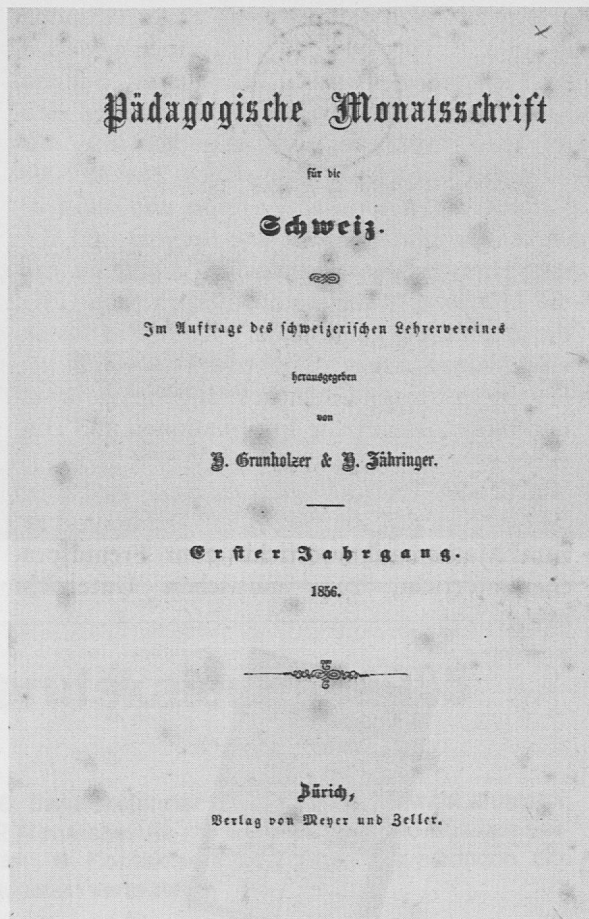 Pädagogische Monatsschrift
für die
Schweiz.
Im Auftrage des schweizerischen Lehrervereines
herausgegeben
von
H. Grunholzer & H. Zähringer.
Erster Jahrgang.
1856.
Zürich,
Verlag von Meyer und Zeller.